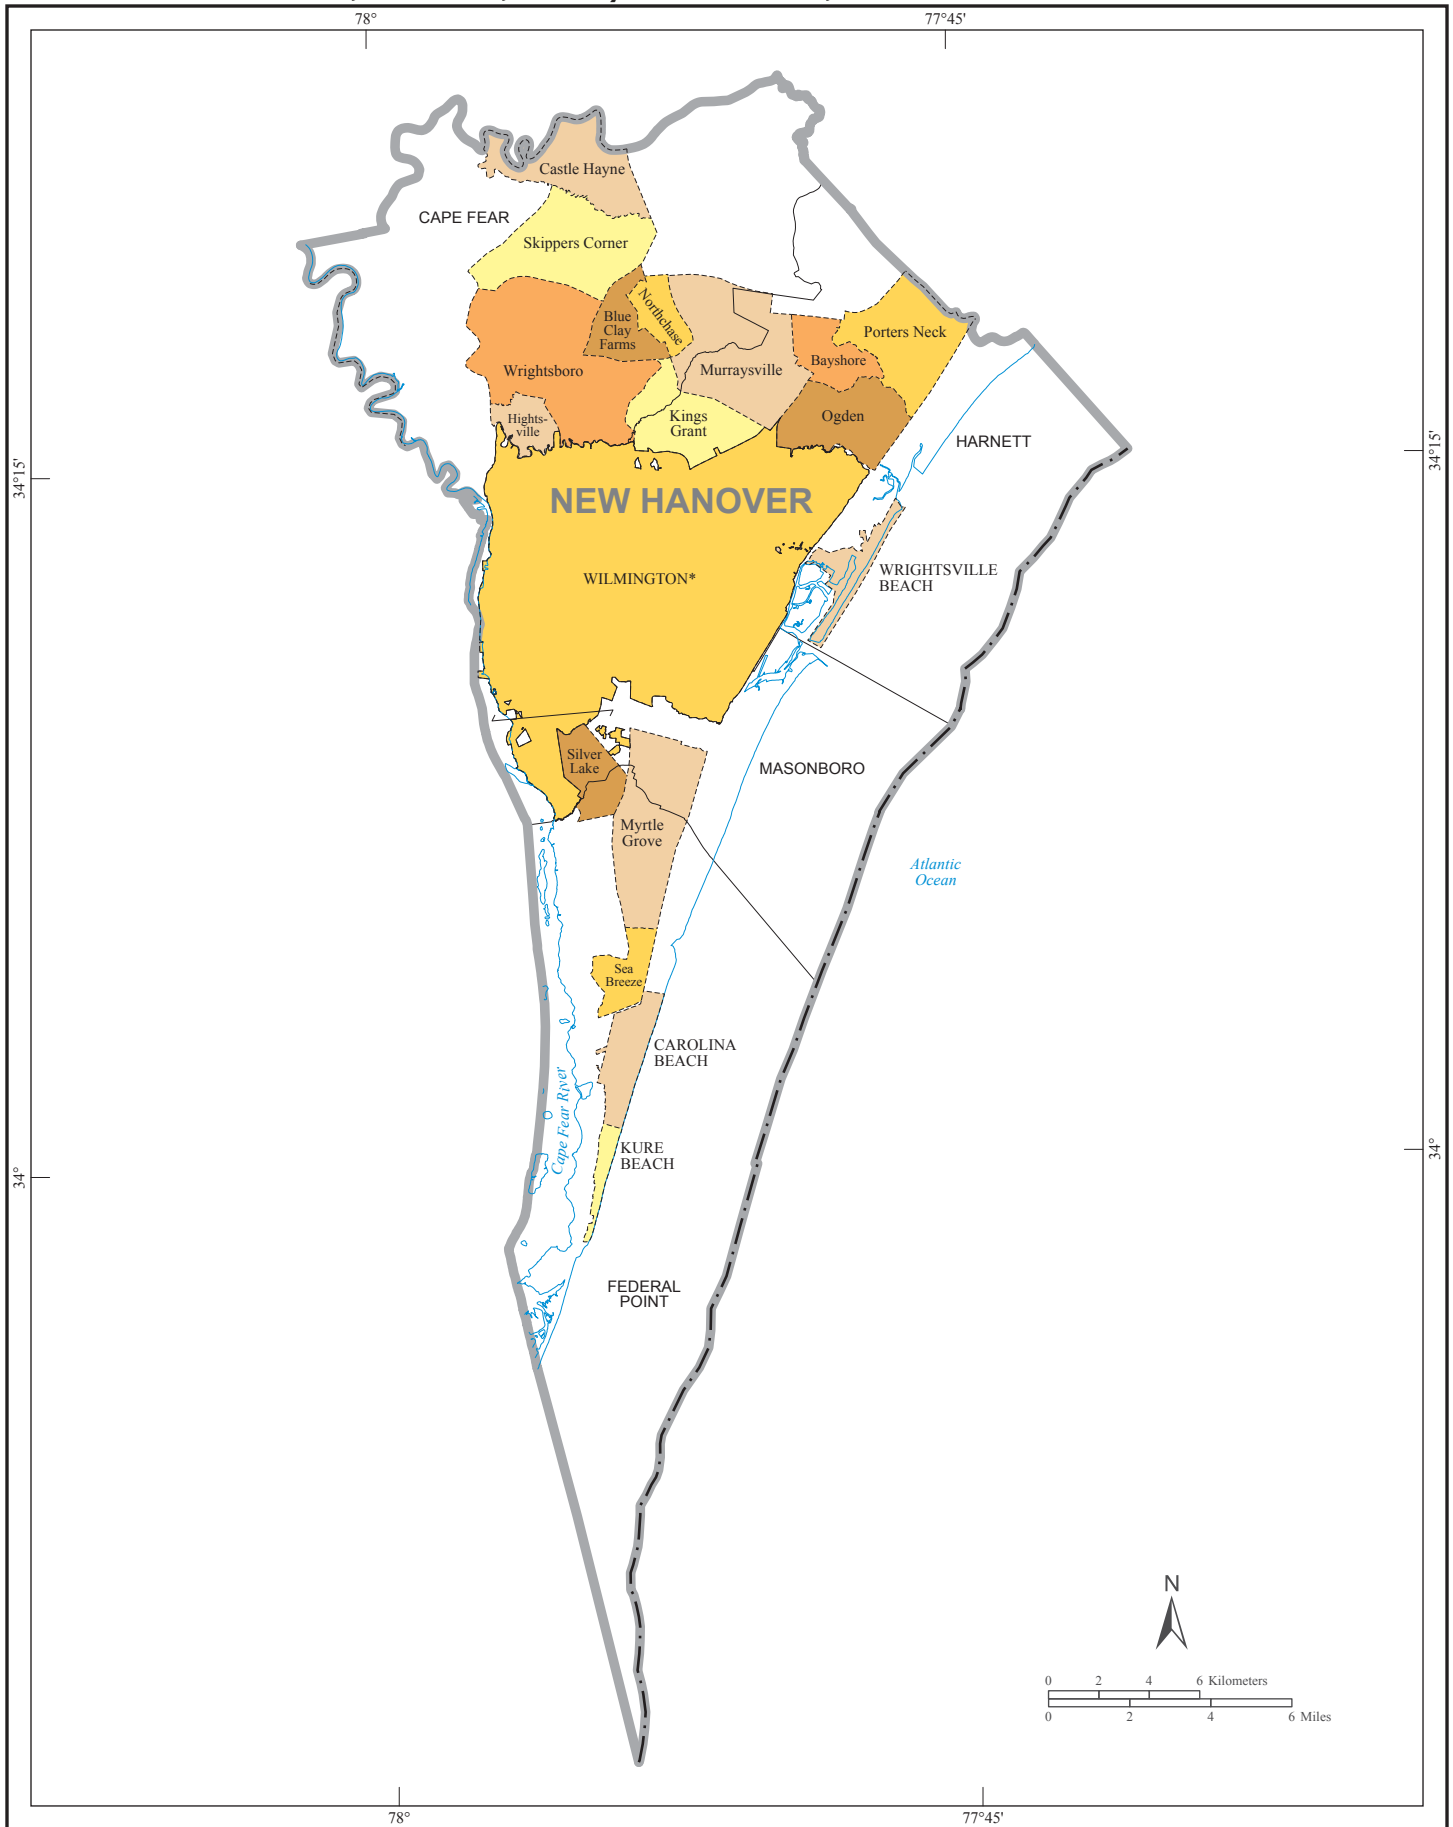 78°
77°45'
Castle Hayne
CAPE FEAR
Skippers Corner
Northchase
Blue
Clay
Farms
Porters Neck
Bayshore
Wrightsboro
Murraysville
Hights-
ville
Kings
Grant
Ogden
HARNETT
34°15'
34°15'
NEW HANOVER
WILMINGTON*
WRIGHTSVILLE
BEACH
Silver
Lake
MASONBORO
Myrtle
Grove
Atlantic
Ocean
Sea
Breeze
CAROLINA
BEACH
Cape Fear River
KURE
BEACH
34°
34°
FEDERAL
POINT
N
0 2 4 6 Kilometers
0 2 4 6 Miles
78°
77°45'